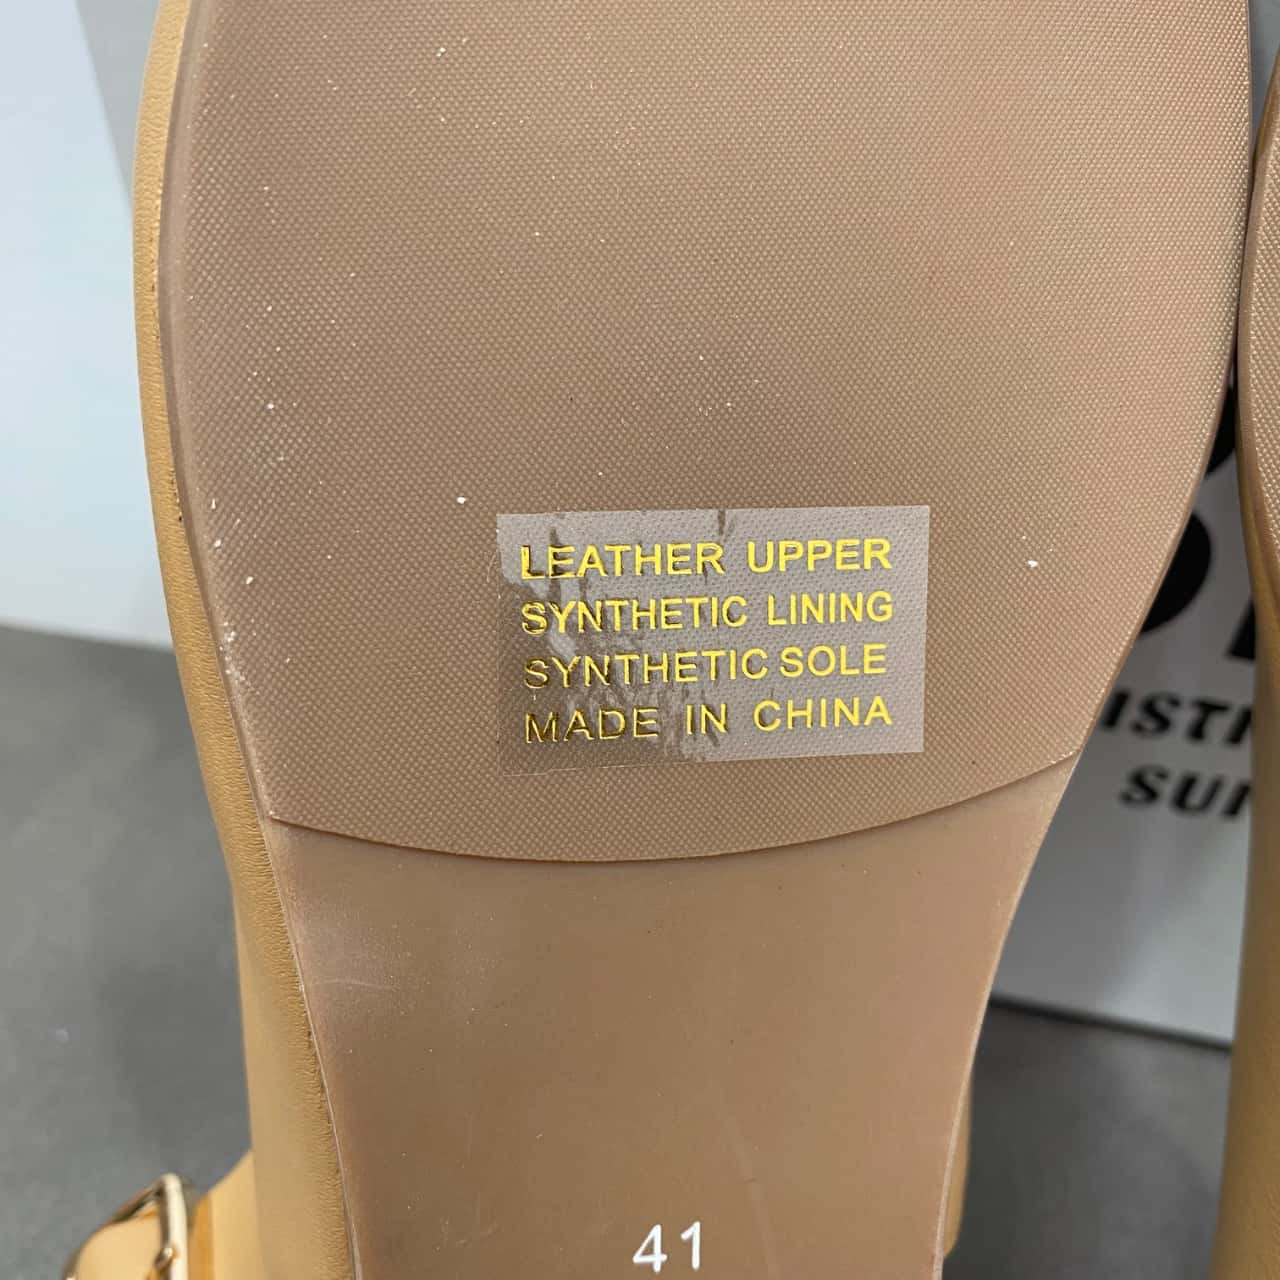 LEATHER UPPER
SYNTHETIC LINING
SYNTHETIC SOLE
MADE IN CHINA
41